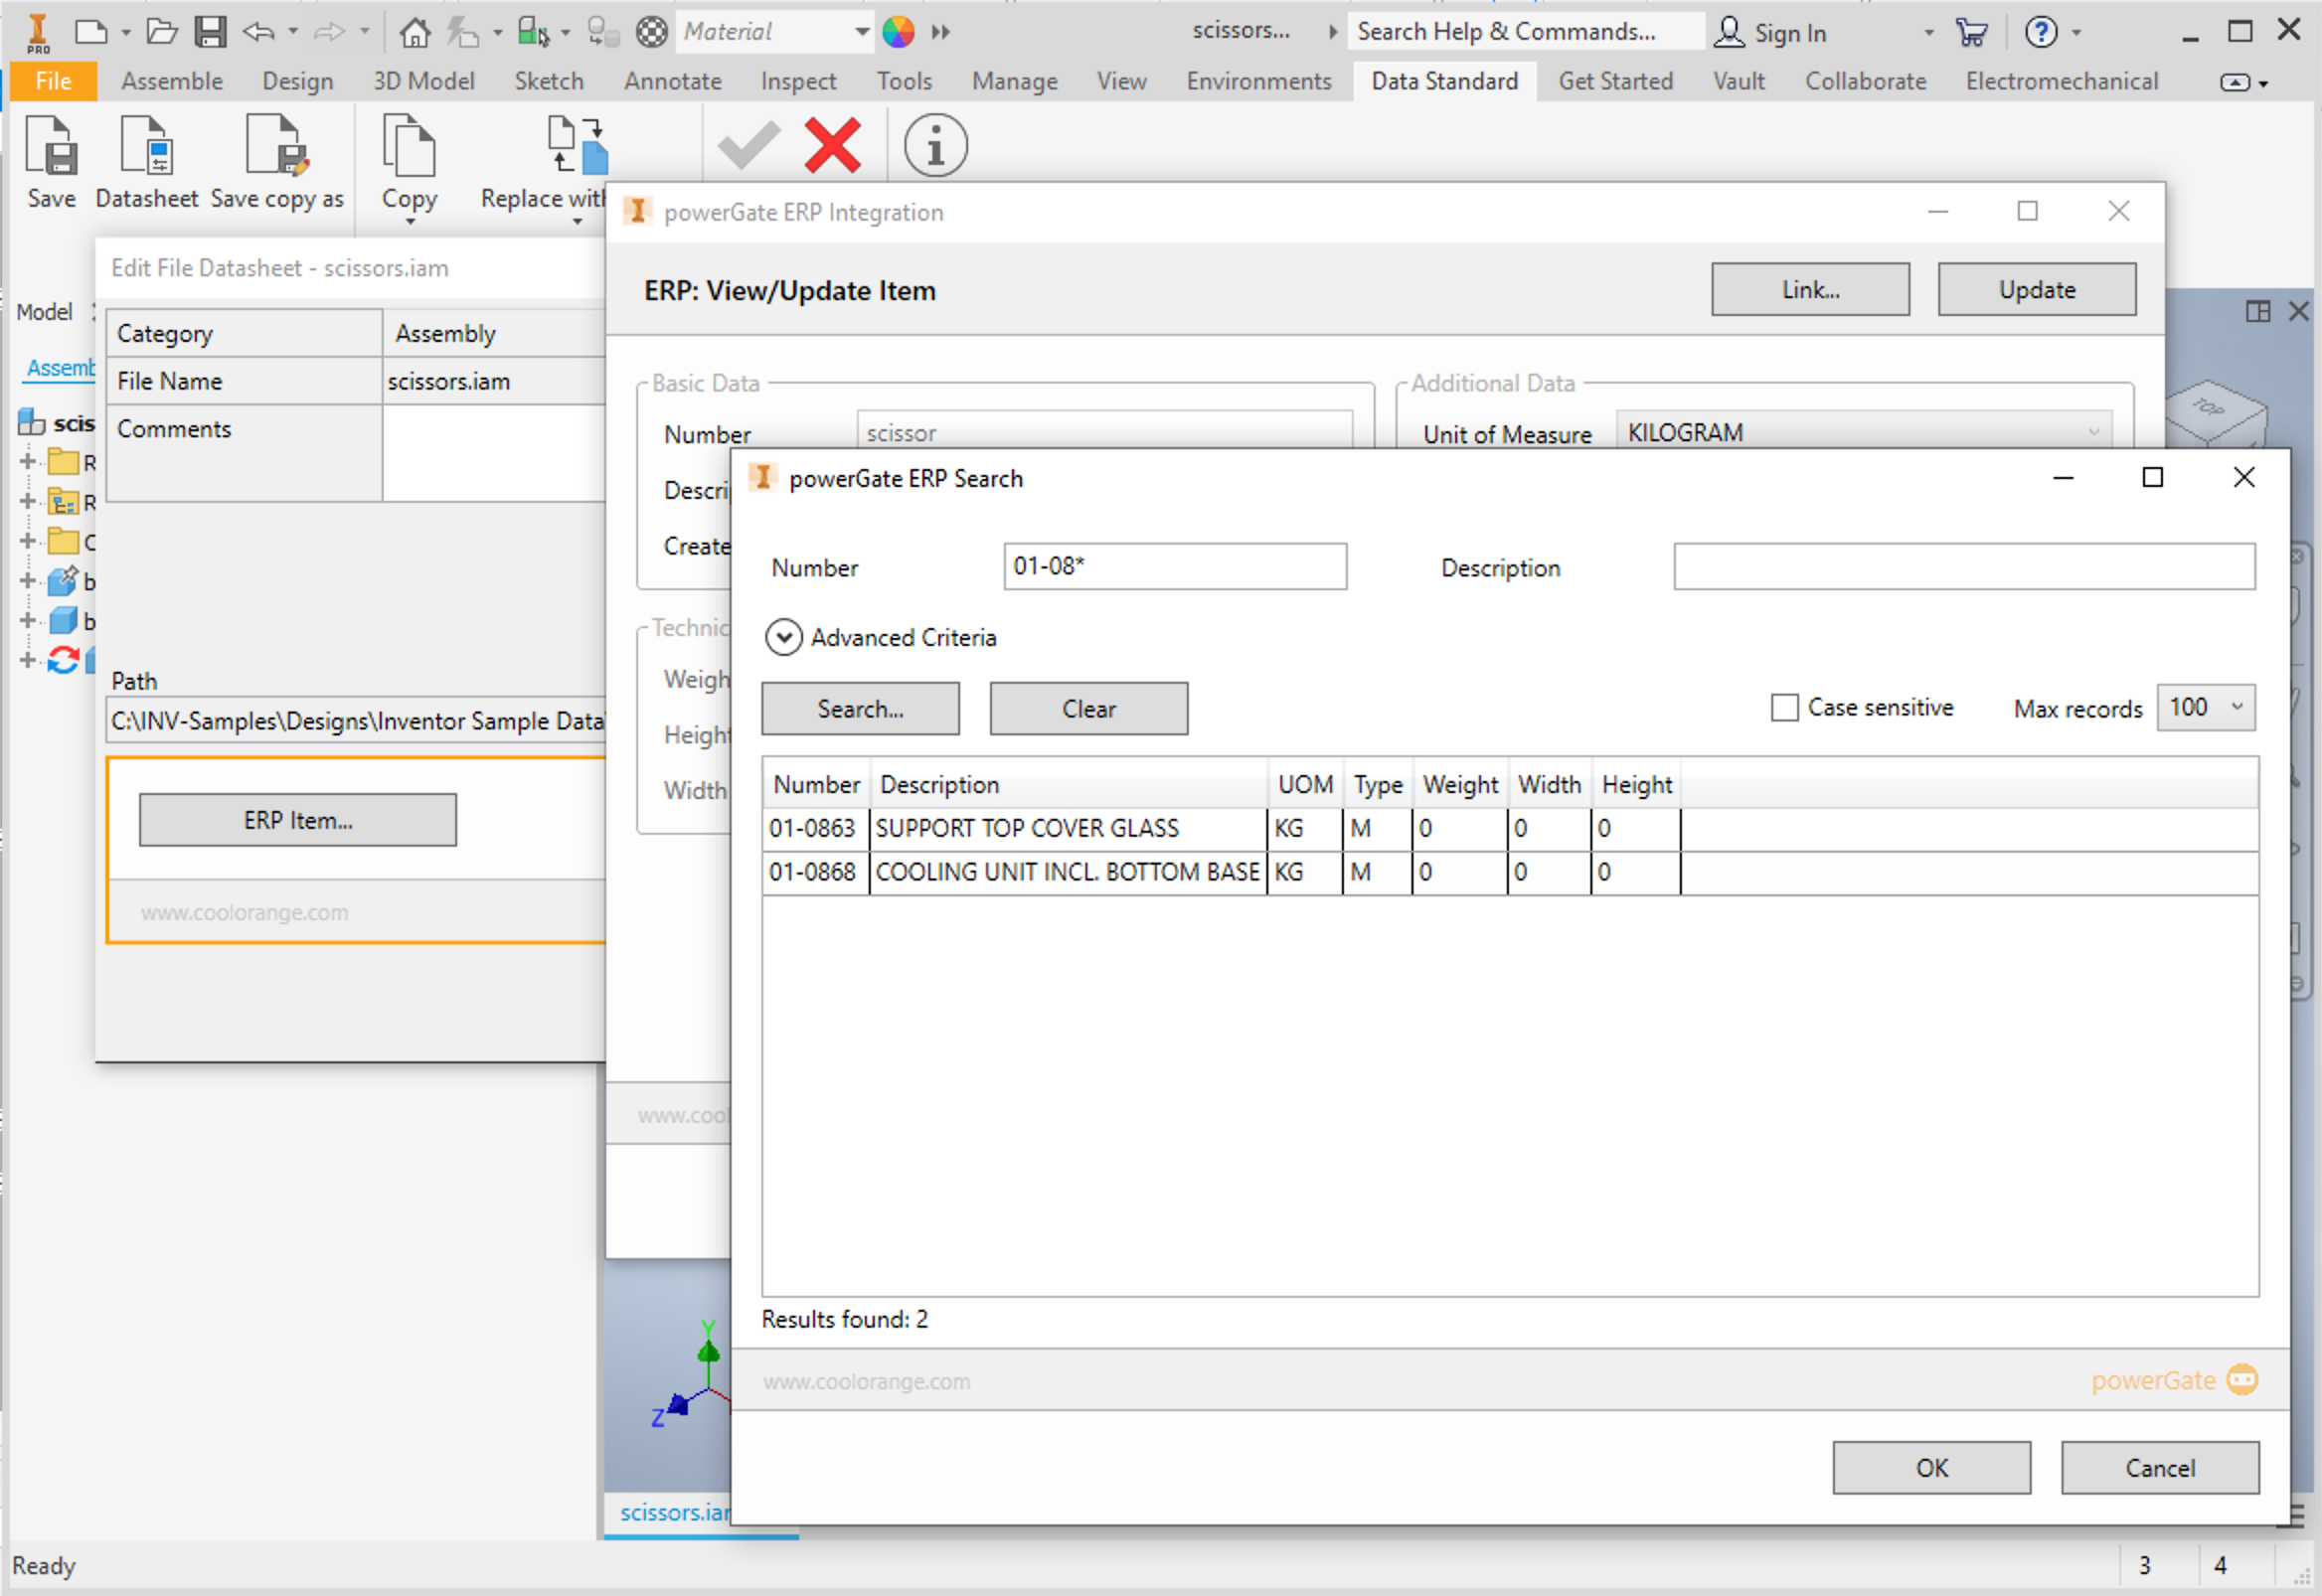 PRO
Material
scissors...
Search Help & Commands...
Sign In
File
Assemble
Design
3D Model
Sketch
Annotate
Inspect
Tools
Manage
View
Environments
Data Standard
Get Started
Vault
Collaborate
Electromechanical
Save
Datasheet
Save copy as
Copy
Replace with
powerGate ERP Integration
Edit File Datasheet - scissors.iam
ERP: View/Update Item
Link...
Update
Model
Category
Assembly
File Name
scissors.iam
Comments
Assemb
scis
R
R
C
b
b
Basic Data
Additional Data
Number
scissor
Unit of Measure
KILOGRAM
TOP
Descri
Create
Technic
Weigh
Height
Width
Path
C:\INV-Samples\Designs\Inventor Sample Data\
ERP Item...
www.coolorange.com
www.cool
powerGate ERP Search
Number
01-08*
Description
Advanced Criteria
Search...
Clear
Case sensitive
Max records
100
Number Description UOM Type Weight Width Height
01-0863 SUPPORT TOP COVER GLASS KG M 0 0 0
01-0868 COOLING UNIT INCL. BOTTOM BASE KG M 0 0 0
Results found: 2
www.coolorange.com
powerGate
OK
Cancel
Y
Z
scissors.iam
Ready
3
4